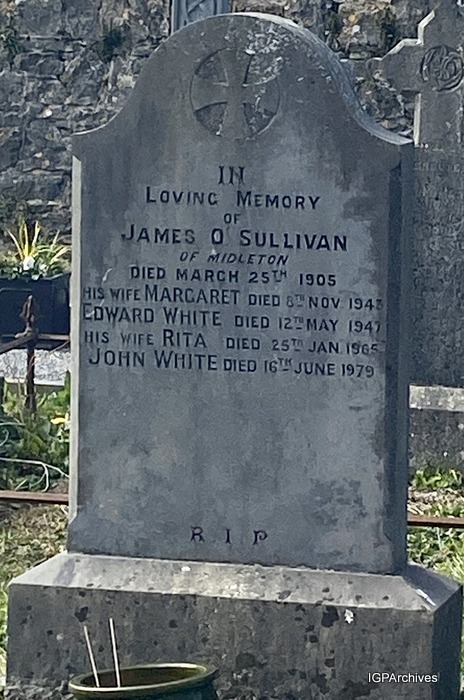 IN
LOVING MEMORY
OF
JAMES O'SULLIVAN
OF MIDLETON
DIED MARCH 25TH 1905
HIS WIFE MARGARET DIED 8TH NOV 1943
EDWARD WHITE DIED 12TH MAY 1947
HIS WIFE RITA DIED 25TH JAN 1965
JOHN WHITE DIED 16TH JUNE 1979
R I P
IGPArchives